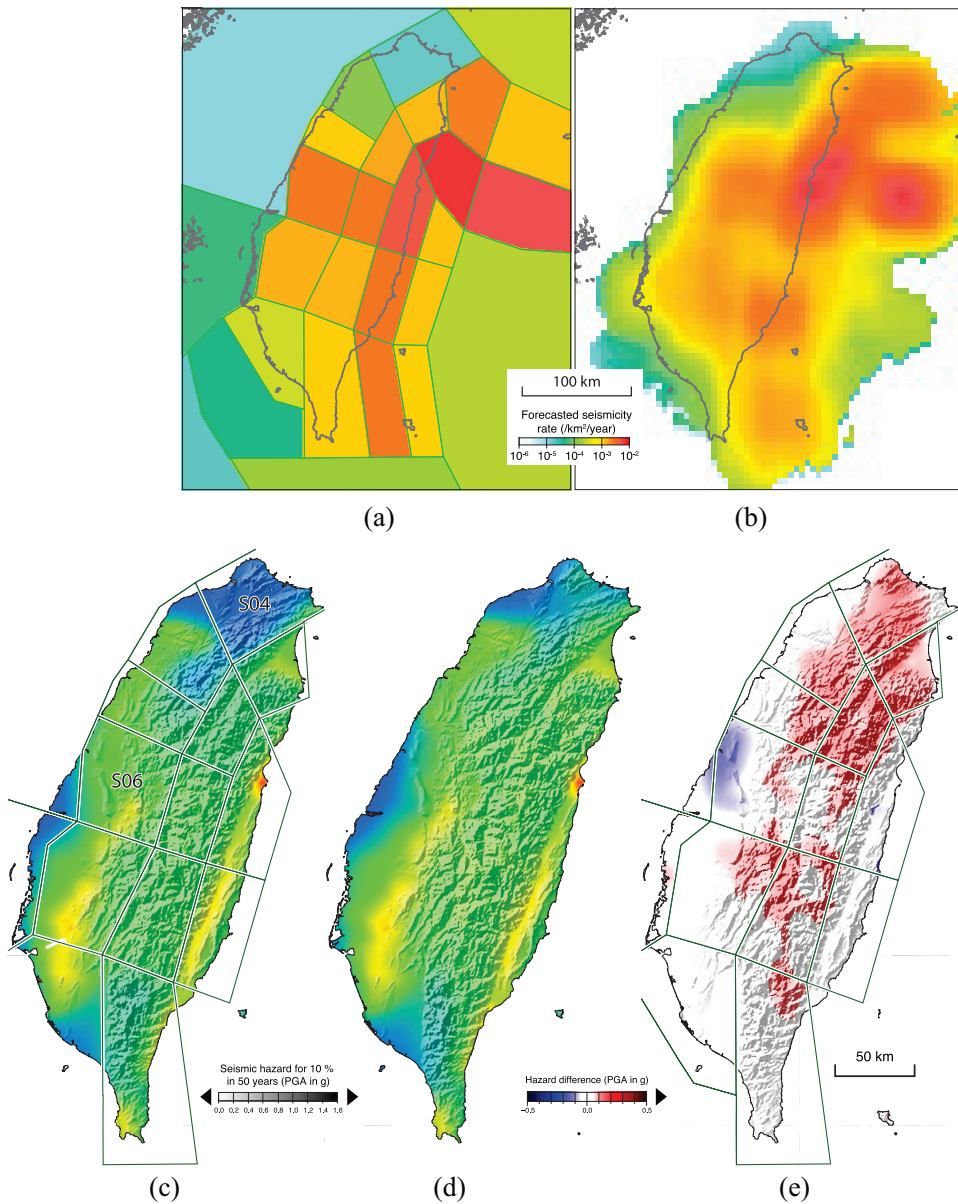 100 km
Forecasted seismicity
rate (/km²/year)
10⁻⁶ 10⁻⁵ 10⁻⁴ 10⁻³ 10⁻²
(a)
(b)
S04
S06
Seismic hazard for 10 %
in 50 years (PGA in g)
0.0 0.2 0.4 0.6 0.8 1.0 1.2 1.4 1.6
Hazard difference (PGA in g)
−0.5 0.0 0.5
50 km
(c)
(d)
(e)